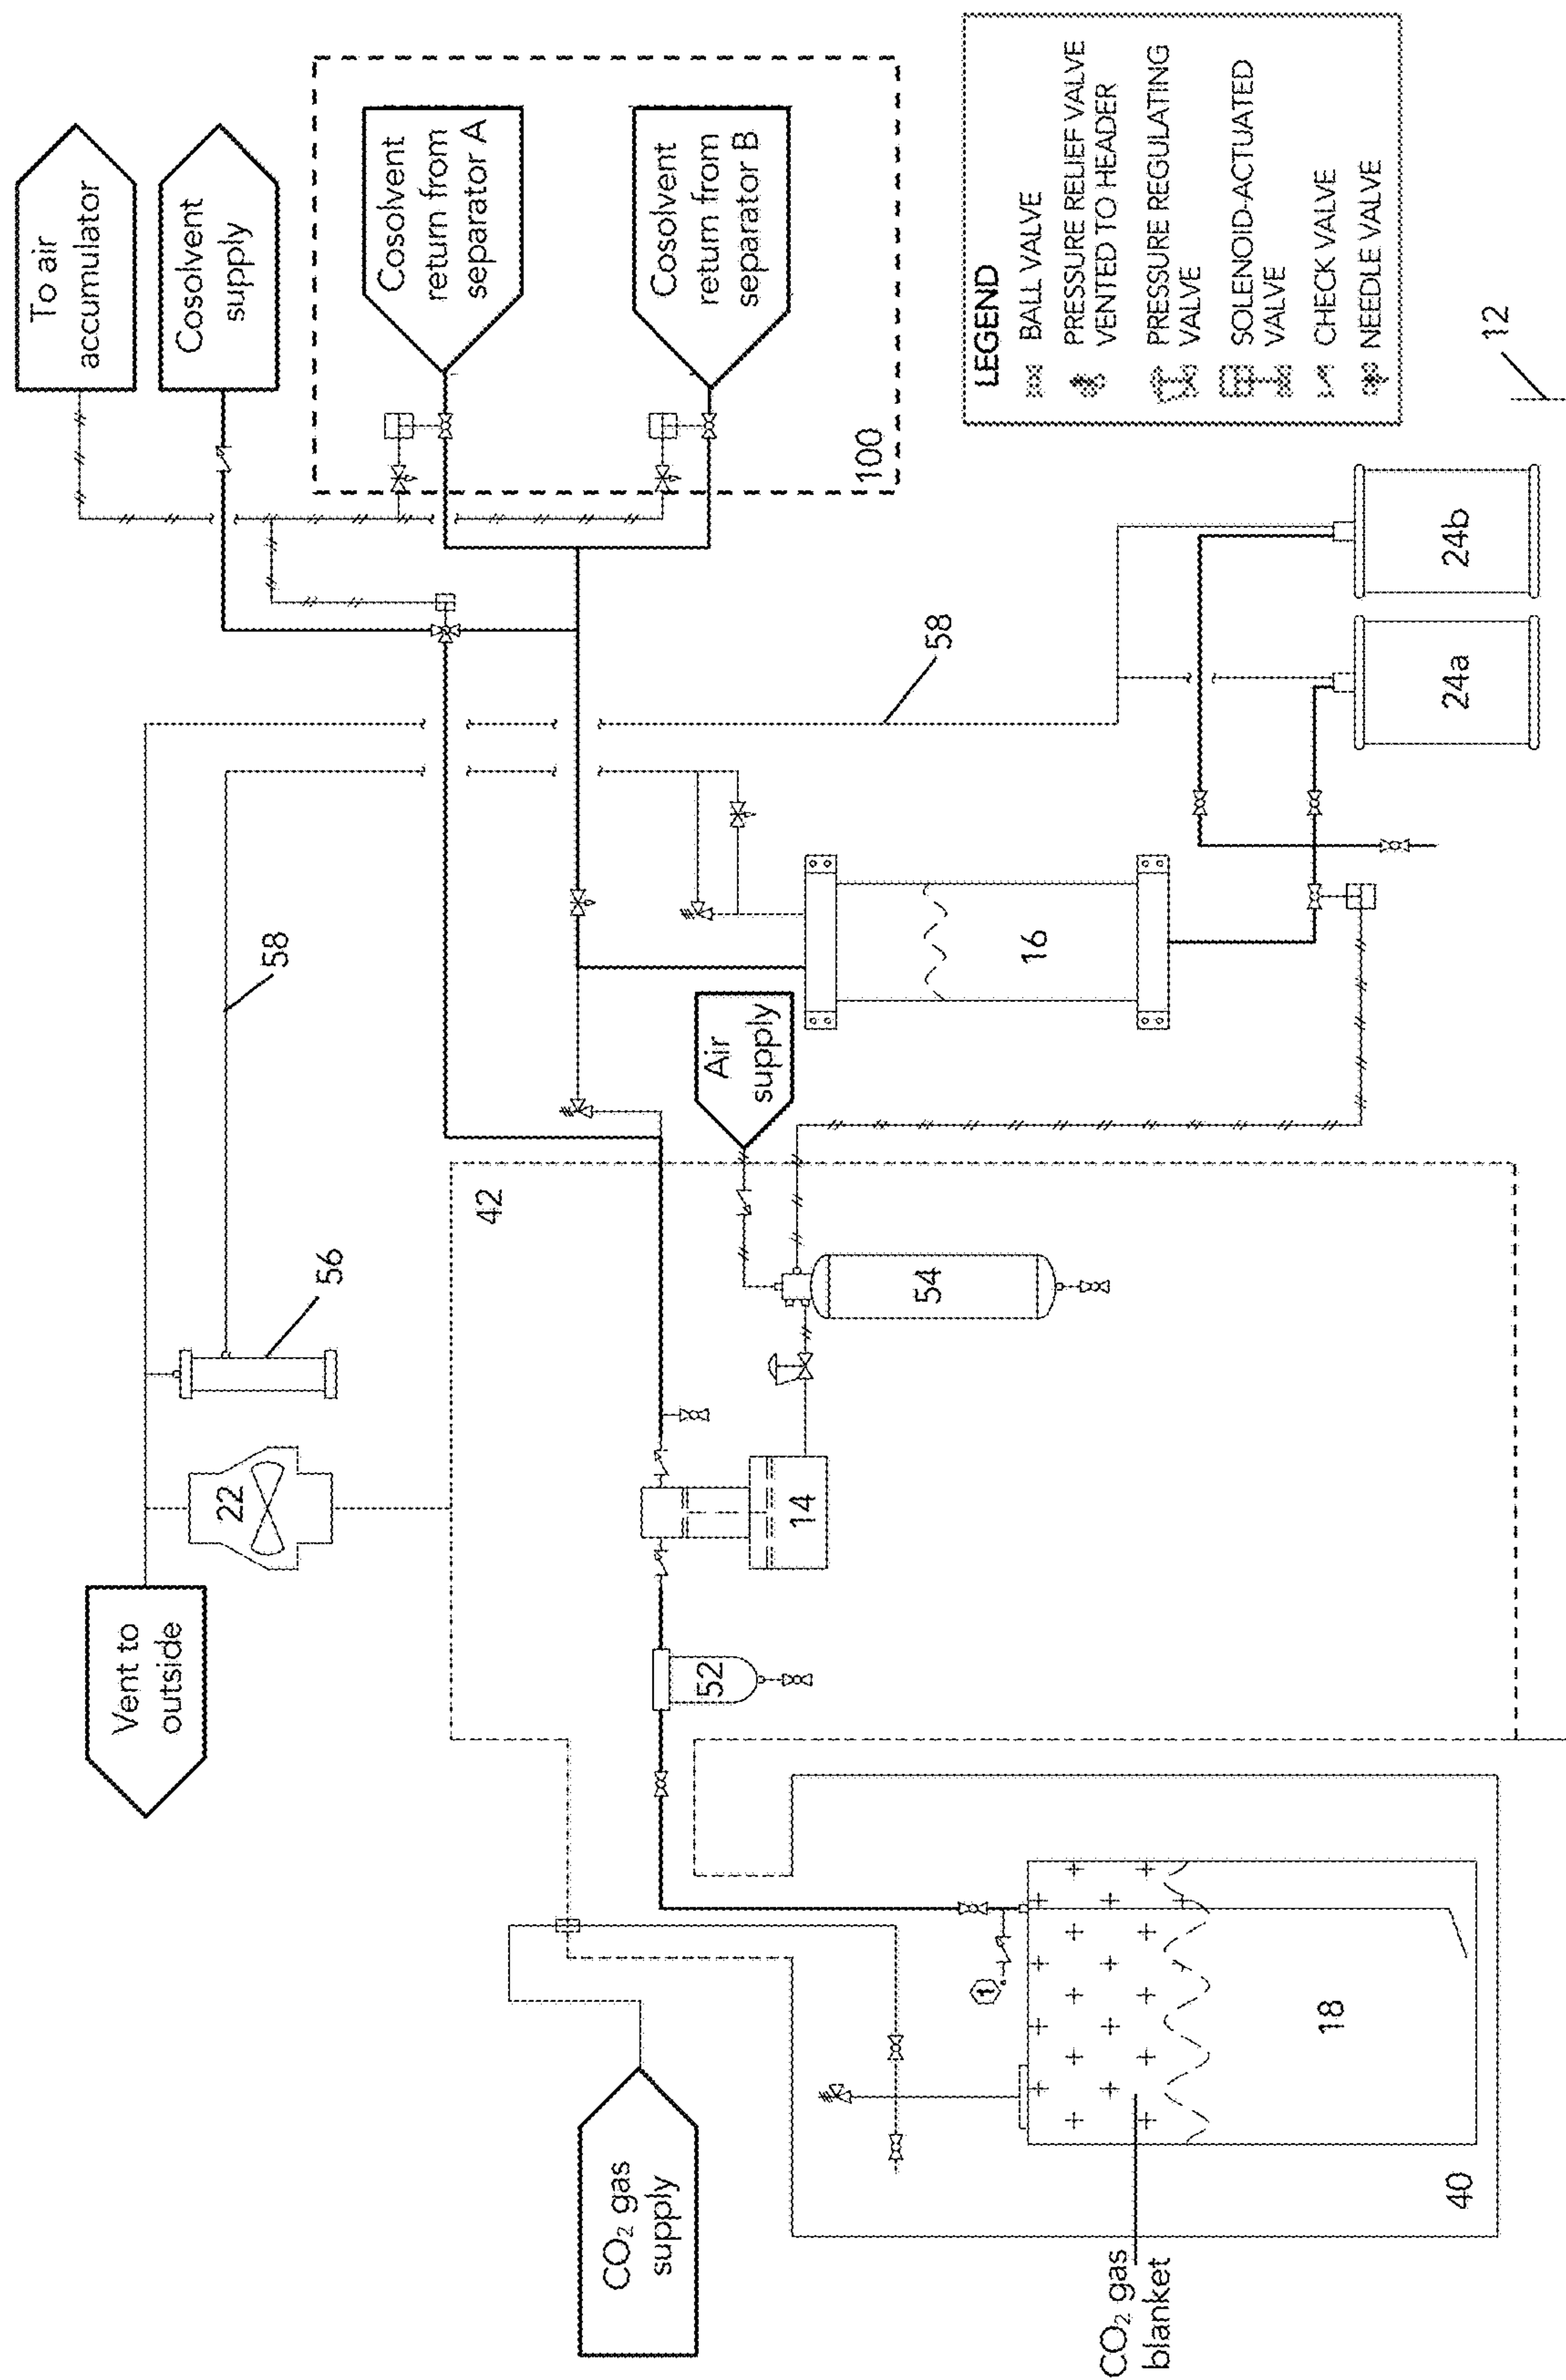 To air
accumulator
Cosolvent
supply
Cosolvent
return from
separator A
Cosolvent
return from
separator B
100
LEGEND
BALL VALVE
PRESSURE RELIEF VALVE
VENTED TO HEADER
PRESSURE REGULATING
VALVE
SOLENOID-ACTUATED
VALVE
CHECK VALVE
NEEDLE VALVE
12
58
24b
24a
58
16
Air
supply
42
56
54
22
14
Vent to
outside
52
1
18
CO₂ gas
supply
40
CO₂ gas
blanket